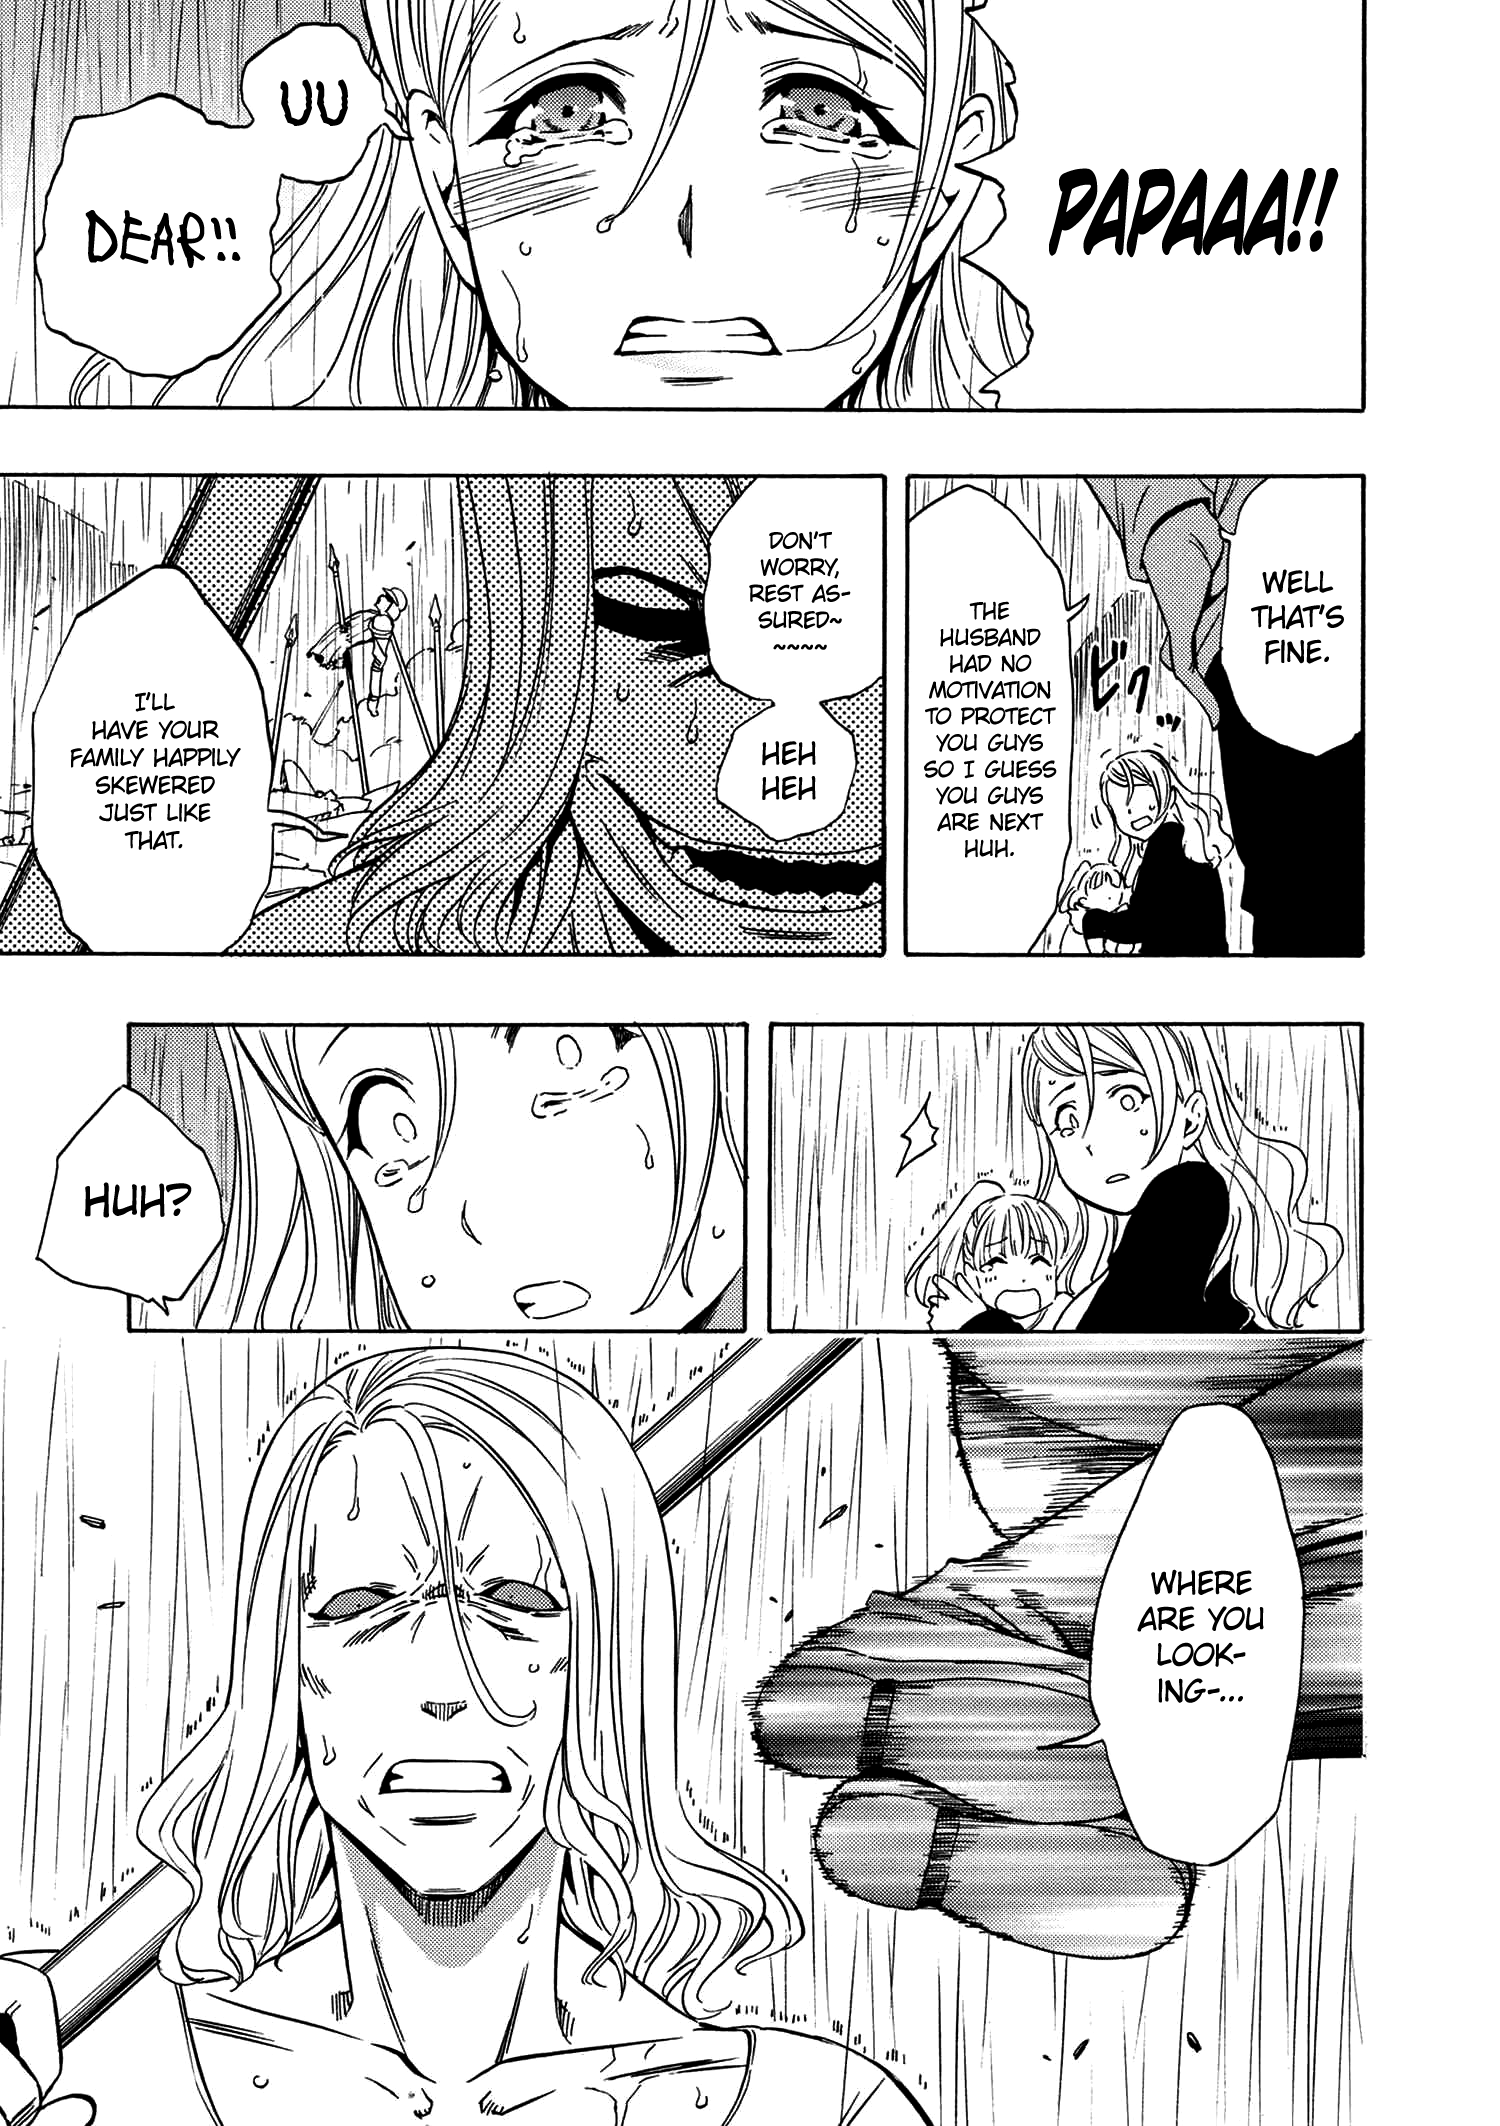 PAPAAA!!
UU
DEAR!!
WELL
THAT'S
FINE.
THE
HUSBAND
HAD NO
MOTIVATION
TO PROTECT
YOU GUYS
SO I GUESS
YOU GUYS
ARE NEXT
HUH.
ビクッ
DON'T
WORRY,
REST AS-
SURED~
~~~~
HEH
HEH
I'LL
HAVE YOUR
FAMILY HAPPILY
SKEWERED
JUST LIKE
THAT.
HUH?
WHERE
ARE YOU
LOOK-
ING-...